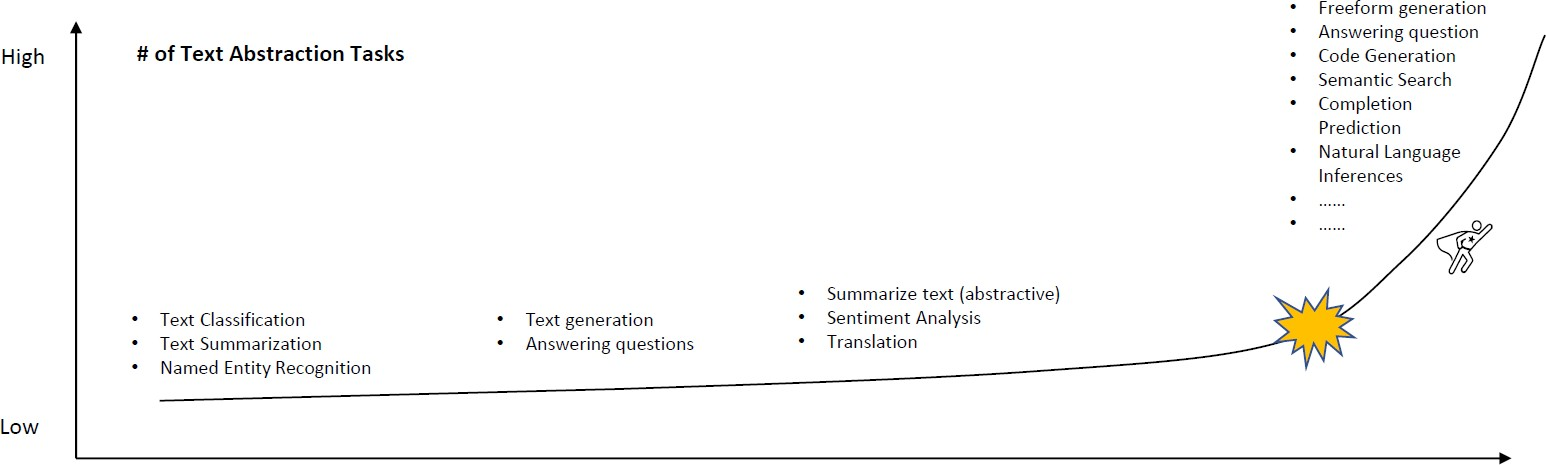 High
# of Text Abstraction Tasks
• Freeform generation
• Answering question
• Code Generation
• Semantic Search
• Completion
Prediction
• Natural Language
Inferences
• ......
• ......
• Text Classification
• Text Summarization
• Named Entity Recognition
• Text generation
• Answering questions
• Summarize text (abstractive)
• Sentiment Analysis
• Translation
Low